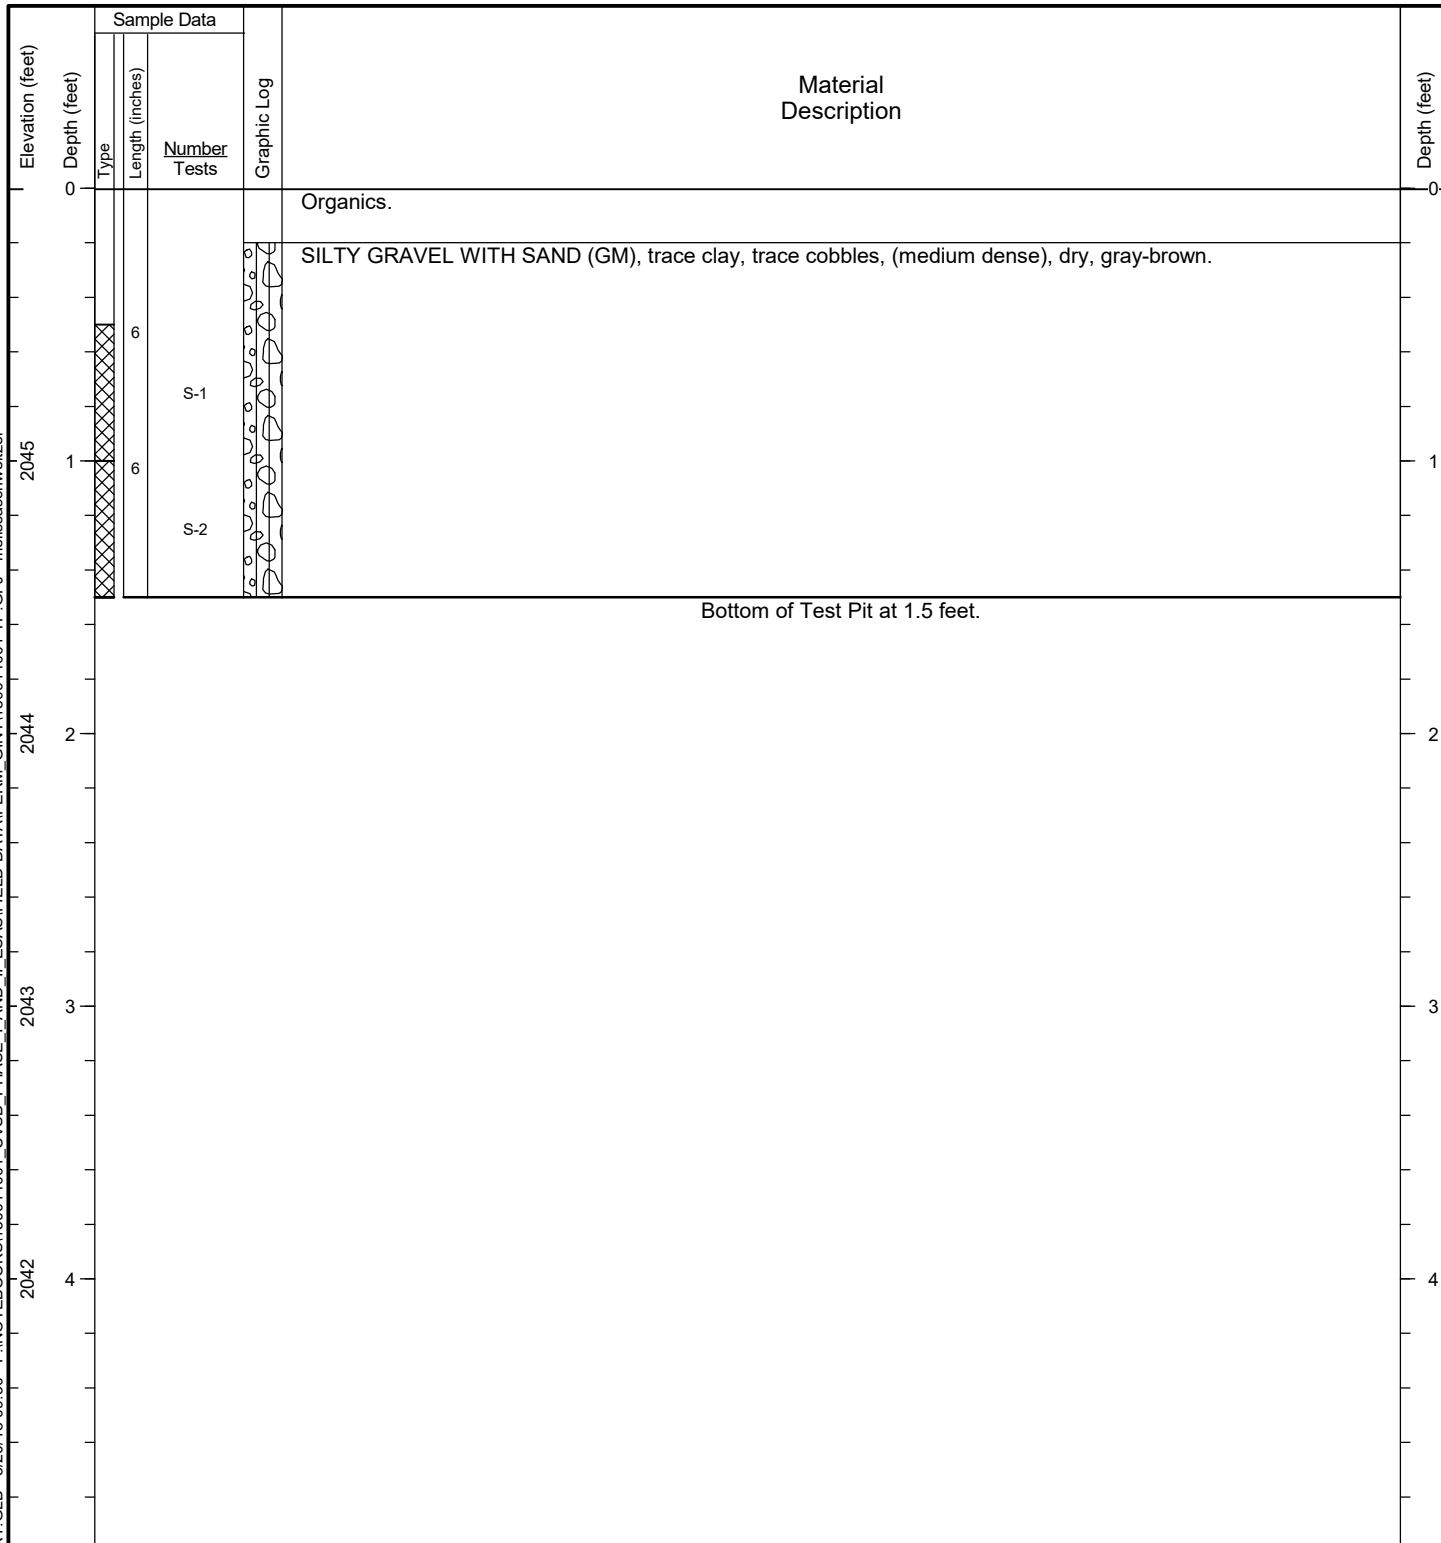 Sample Data
Elevation (feet)
Depth (feet)
Type
Length (inches)
Number
Tests
Graphic Log
Material
Description
Depth (feet)
0
0
Organics.
SILTY GRAVEL WITH SAND (GM), trace clay, trace cobbles, (medium dense), dry, gray-brown.
6
S-1
2045
1
6
1
S-2
Bottom of Test Pit at 1.5 feet.
2044
2
2
2043
3
3
2042
4
4